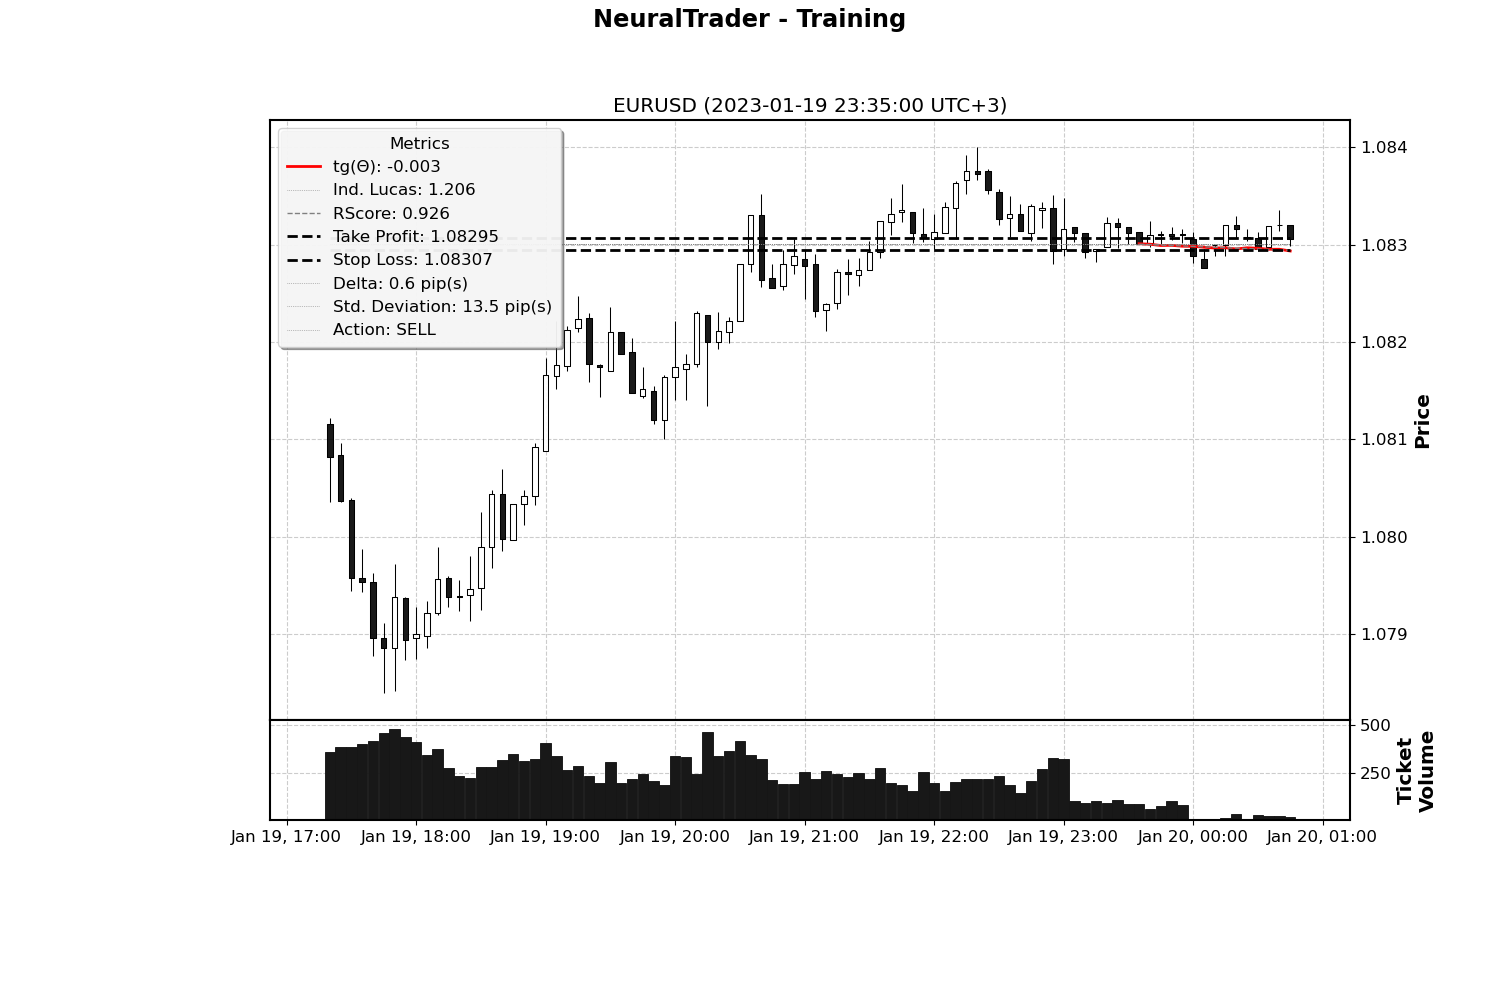 NeuralTrader - Training
EURUSD (2023-01-19 23:35:00 UTC+3)
Metrics
tg(Θ): -0.003
Ind. Lucas: 1.206
RScore: 0.926
Take Profit: 1.08295
Stop Loss: 1.08307
Delta: 0.6 pip(s)
Std. Deviation: 13.5 pip(s)
Action: SELL
1.084
1.083
1.082
1.081
1.080
1.079
Price
500
250
Ticket
Volume
Jan 19, 17:00
Jan 19, 18:00
Jan 19, 19:00
Jan 19, 20:00
Jan 19, 21:00
Jan 19, 22:00
Jan 19, 23:00
Jan 20, 00:00
Jan 20, 01:00